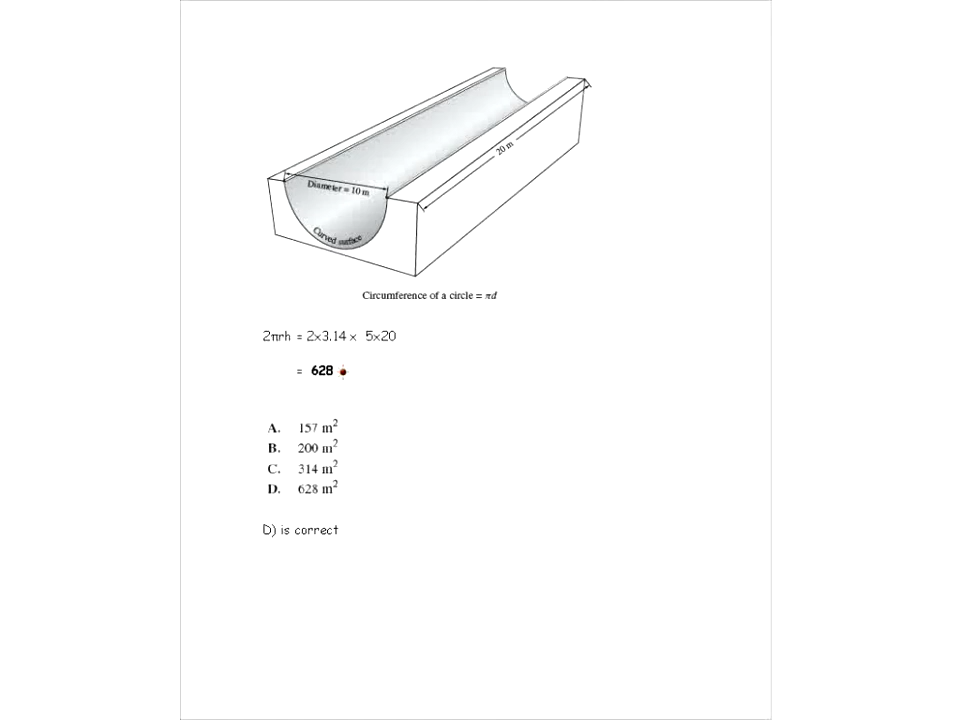 20 m
Diameter = 10 m
Curved surface
Circumference of a circle = πd
2πrh = 2×3.14 × 5×20
= 628
A. 157 m²
B. 200 m²
C. 314 m²
D. 628 m²
D) is correct